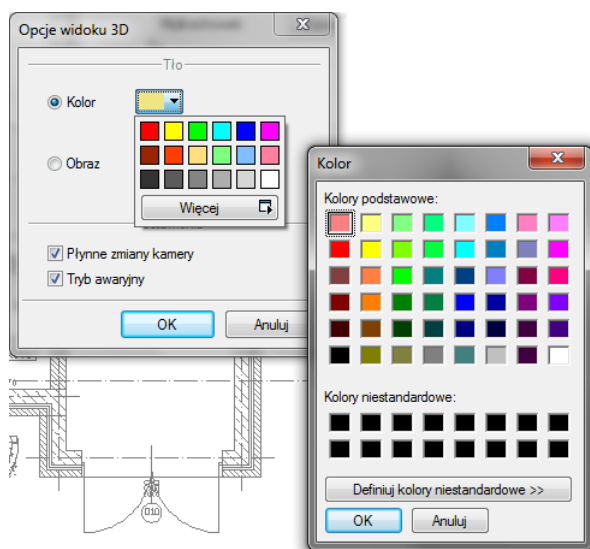 Opcje widoku 3D
Tło
Kolor
Obraz
Więcej
Płynne zmiany kamery
Tryb awaryjny
OK
Anuluj
Kolor
Kolory podstawowe:
Kolory niestandardowe:
Definiuj kolory niestandardowe >>
OK
Anuluj
D10